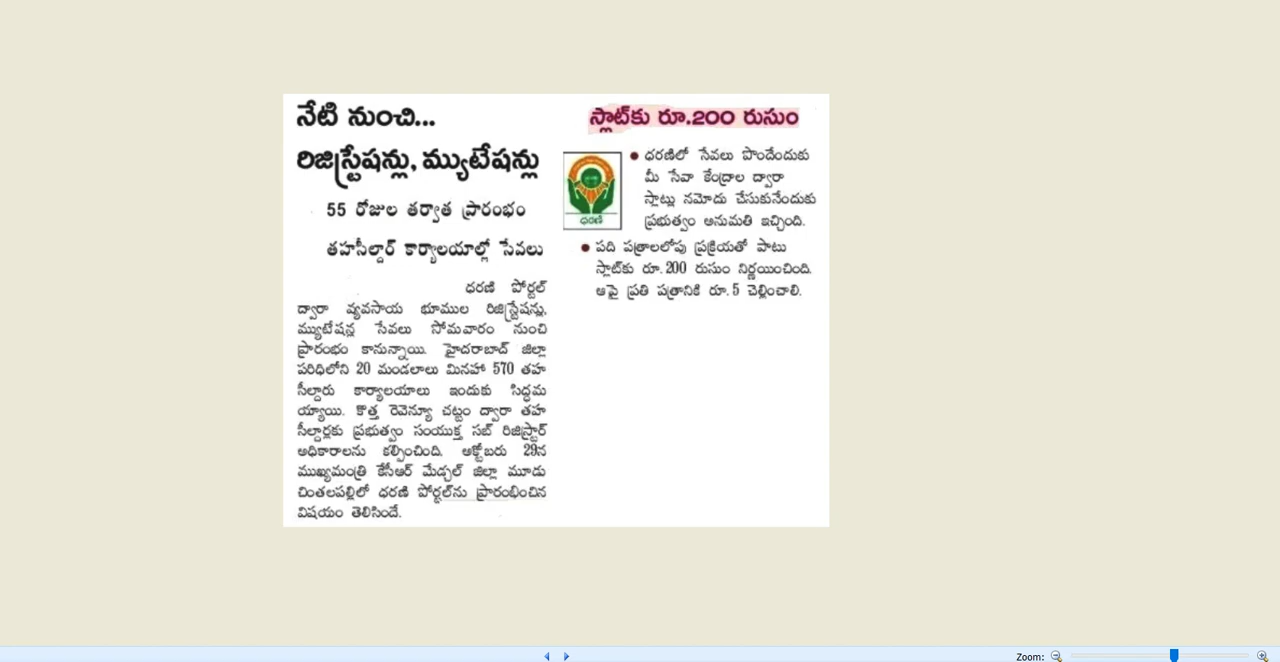 నేటి నుంచి...
రిజిస్ట్రేషన్లు, మ్యుటేషన్లు
55 రోజుల తర్వాత ప్రారంభం
తహసీల్దార్ కార్యాలయాల్లో సేవలు
ధరణి పోర్టల్
ద్వారా వ్యవసాయ భూముల రిజిస్ట్రేషన్లు,
మ్యుటేషన్ల సేవలు సోమవారం నుంచి
ప్రారంభం కానున్నాయి. హైదరాబాద్ జిల్లా
పరిధిలోని 20 మండలాలు మినహా 570 తహ
సీల్దారు కార్యాలయాలు ఇందుకు సిద్ధమ
య్యాయి. కొత్త రెవెన్యూ చట్టం ద్వారా తహ
సీల్దార్లకు ప్రభుత్వం సంయుక్త సబ్ రిజిస్ట్రార్
అధికారాలను కల్పించింది. అక్టోబరు 29న
ముఖ్యమంత్రి కేసీఆర్ మేడ్చల్ జిల్లా మూడు
చింతలపల్లిలో ధరణి పోర్టల్‌ను ప్రారంభించిన
విషయం తెలిసిందే.
స్లాట్‌కు రూ.200 రుసుం
ధరణి
● ధరణిలో సేవలు పొందేందుకు
మీ సేవా కేంద్రాల ద్వారా
స్లాట్లు నమోదు చేసుకునేందుకు
ప్రభుత్వం అనుమతి ఇచ్చింది.
● పది పత్రాలలోపు ప్రక్రియతో పాటు
స్లాట్‌కు రూ. 200 రుసుం నిర్ణయించింది.
ఆపై ప్రతి పత్రానికి రూ. 5 చెల్లించాలి.
Zoom: